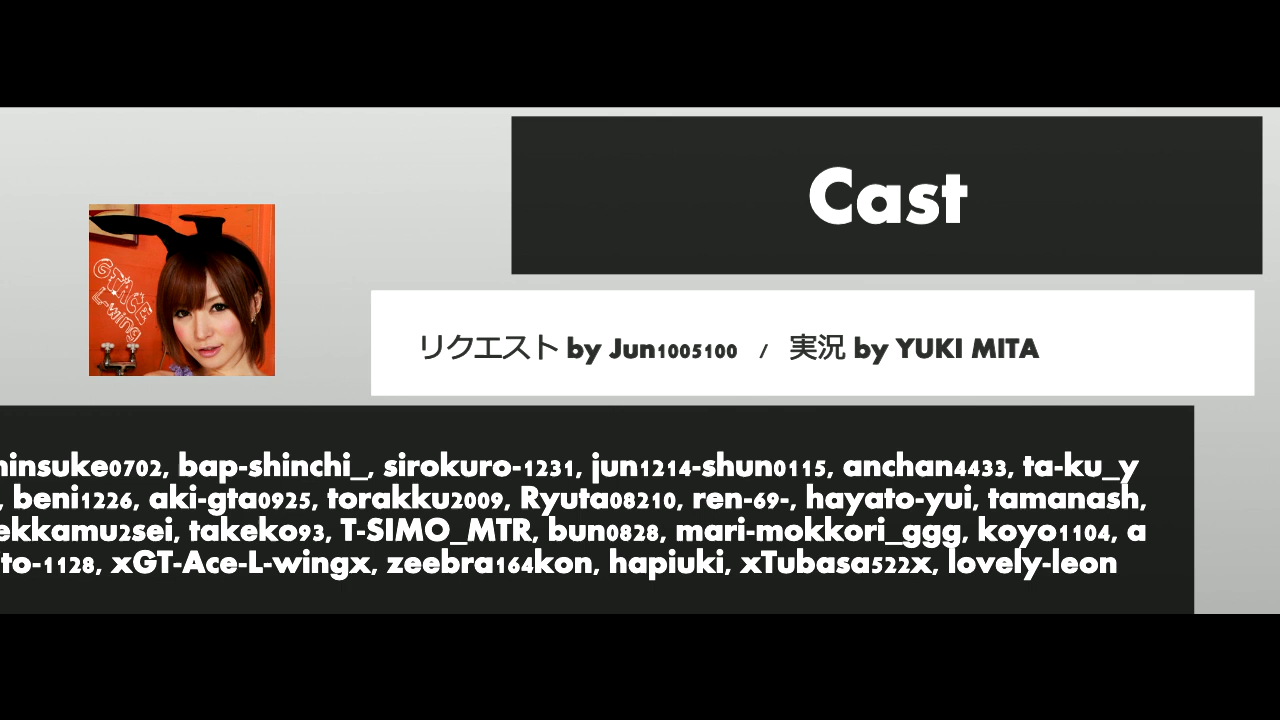 Cast
GTACE
L-wing
リクエスト by Jun1005100 / 実況 by YUKI MITA
insuke0702, bap-shinchi_, sirokuro-1231, jun1214-shun0115, anchan4433, ta-ku_y
, beni1226, aki-gta0925, torakku2009, Ryuta08210, ren-69-, hayato-yui, tamanash,
ekkamu2sei, takeko93, T-SIMO_MTR, bun0828, mari-mokkori_ggg, koyo1104, a
to-1128, xGT-Ace-L-wingx, zeebra164kon, hapiuki, xTubasa522x, lovely-leon